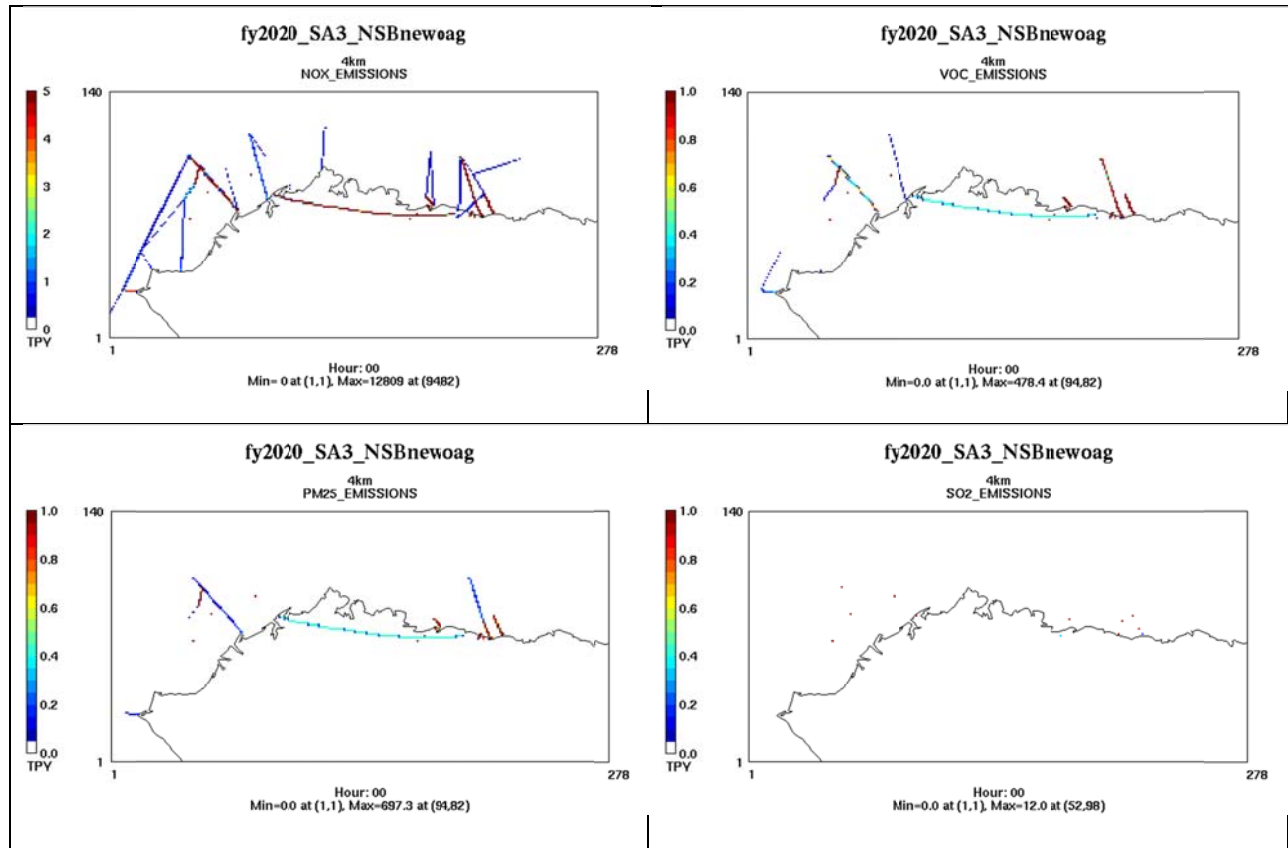 fy2020_SA3_NSBnewoag
4km
NOX_EMISSIONS
5
4
3
2
1
0
TPY
140
1
1
278
Hour: 00
Min= 0 at (1,1), Max=12809 at (9482)
fy2020_SA3_NSBnewoag
4km
VOC_EMISSIONS
1.0
0.8
0.6
0.4
0.2
0.0
TPY
140
1
1
278
Hour: 00
Min=0.0 at (1,1), Max=478.4 at (94,82)
fy2020_SA3_NSBnewoag
4km
PM25_EMISSIONS
1.0
0.8
0.6
0.4
0.2
0.0
TPY
140
1
1
278
Hour: 00
Min=00 at (1,1), Max=697.3 at (94,82)
fy2020_SA3_NSBnewoag
4km
SO2_EMISSIONS
1.0
0.8
0.6
0.4
0.2
0.0
TPY
140
1
1
278
Hour: 00
Min=0.0 at (1,1), Max=12.0 at (52,98)